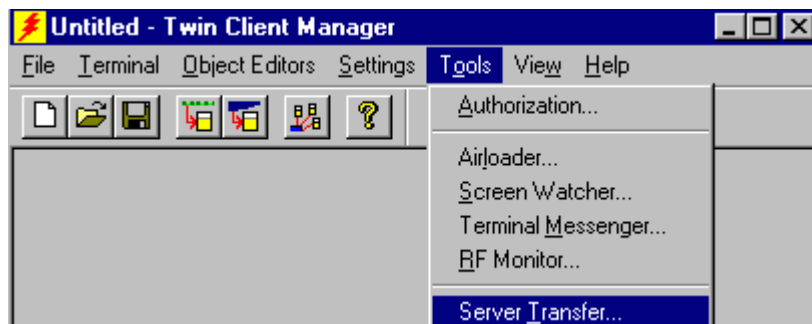 Untitled - Twin Client Manager
File Terminal Object Editors Settings Tools View Help
Authorization...
Airloader...
Screen Watcher...
Terminal Messenger...
RF Monitor...
Server Transfer...